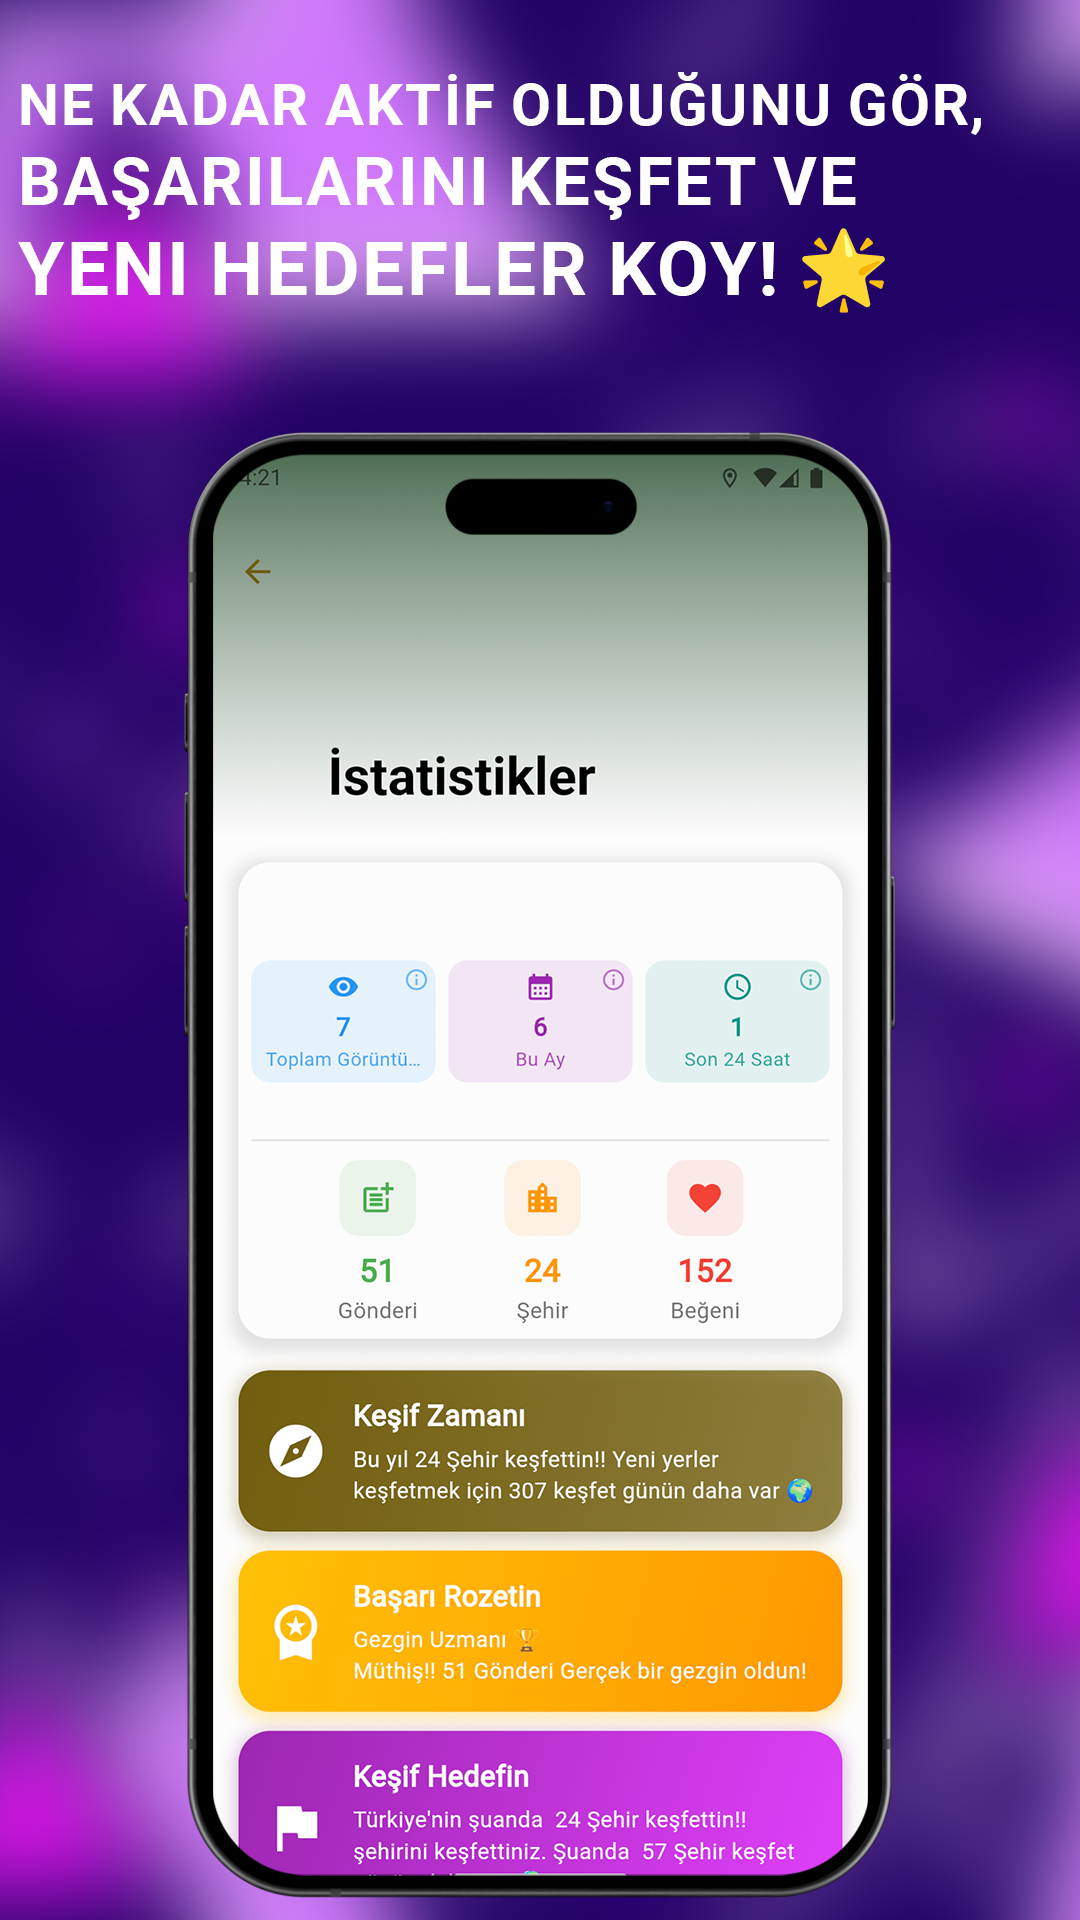 NE KADAR AKTİF OLDUĞUNU GÖR,
BAŞARILARINI KEŞFET VE
YENI HEDEFLER KOY! 🌟
4:21
İstatistikler
7
Toplam Görüntü...
6
Bu Ay
1
Son 24 Saat
51
Gönderi
24
Şehir
152
Beğeni
Keşif Zamanı
Bu yıl 24 Şehir keşfettin!! Yeni yerler
keşfetmek için 307 keşfet günün daha var 🌍
Başarı Rozetin
Gezgin Uzmanı 🏆
Müthiş!! 51 Gönderi Gerçek bir gezgin oldun!
Keşif Hedefin
Türkiye'nin şuanda  24 Şehir keşfettin!!
şehirini keşfettiniz. Şuanda  57 Şehir keşfet